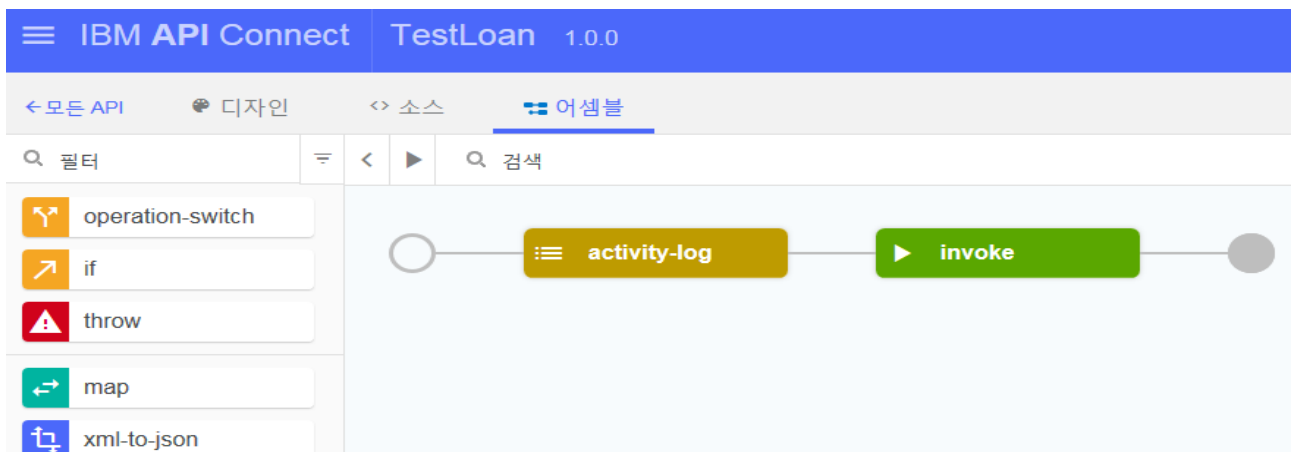 IBM API Connect TestLoan 1.0.0
모든 API 디자인 소스 어셈블
필터 검색
operation-switch
activity-log invoke
if
throw
map
xml-to-json